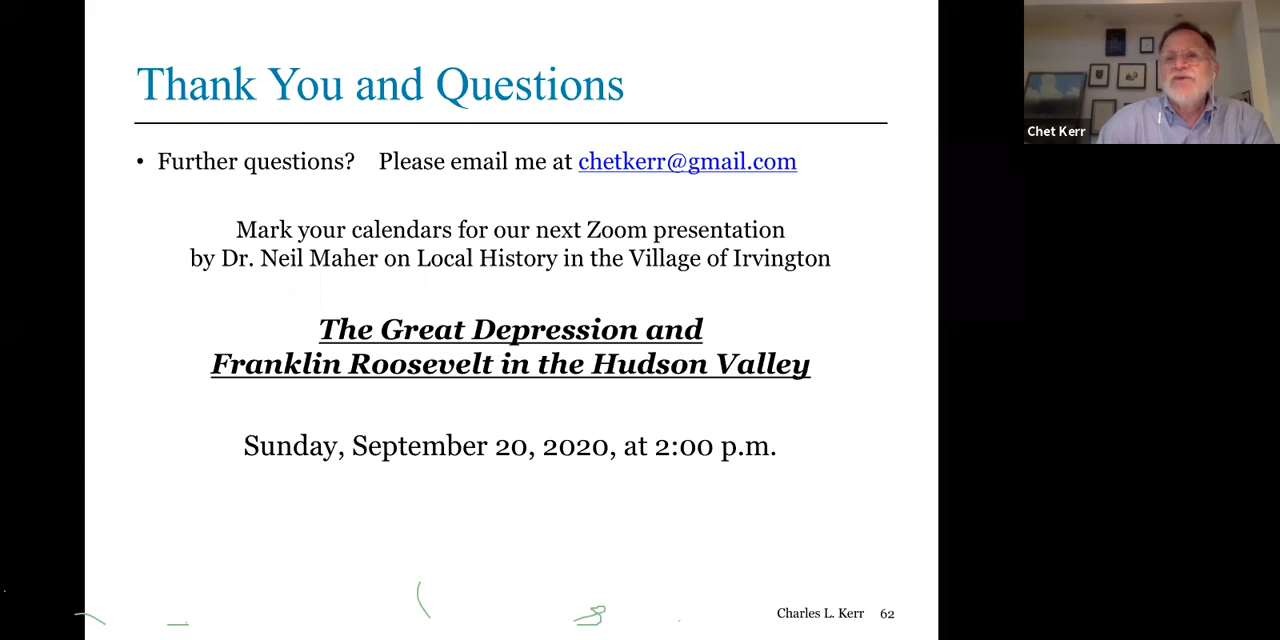 Thank You and Questions
• Further questions? Please email me at chetkerr@gmail.com
Mark your calendars for our next Zoom presentation
by Dr. Neil Maher on Local History in the Village of Irvington
The Great Depression and
Franklin Roosevelt in the Hudson Valley
Sunday, September 20, 2020, at 2:00 p.m.
Charles L. Kerr 62
Chet Kerr